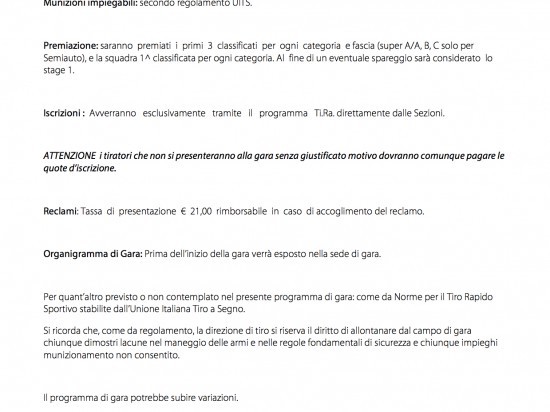 Munizioni impiegabili: secondo regolamento UITS.
Premiazione: saranno premiati i primi 3 classificati per ogni categoria e fascia (super A/A, B, C solo per
Semiauto), e la squadra 1^ classificata per ogni categoria. Al fine di un eventuale spareggio sarà considerato lo
stage 1.
Iscrizioni : Avverranno esclusivamente tramite il programma Ti.Ra. direttamente dalle Sezioni.
ATTENZIONE i tiratori che non si presenteranno alla gara senza giustificato motivo dovranno comunque pagare le
quote d'iscrizione.
Reclami: Tassa di presentazione € 21,00 rimborsabile in caso di accoglimento del reclamo.
Organigramma di Gara: Prima dell'inizio della gara verrà esposto nella sede di gara.
Per quant'altro previsto o non contemplato nel presente programma di gara: come da Norme per il Tiro Rapido
Sportivo stabilite dall'Unione Italiana Tiro a Segno.
Si ricorda che, come da regolamento, la direzione di tiro si riserva il diritto di allontanare dal campo di gara
chiunque dimostri lacune nel maneggio delle armi e nelle regole fondamentali di sicurezza e chiunque impieghi
munizionamento non consentito.
Il programma di gara potrebbe subire variazioni.